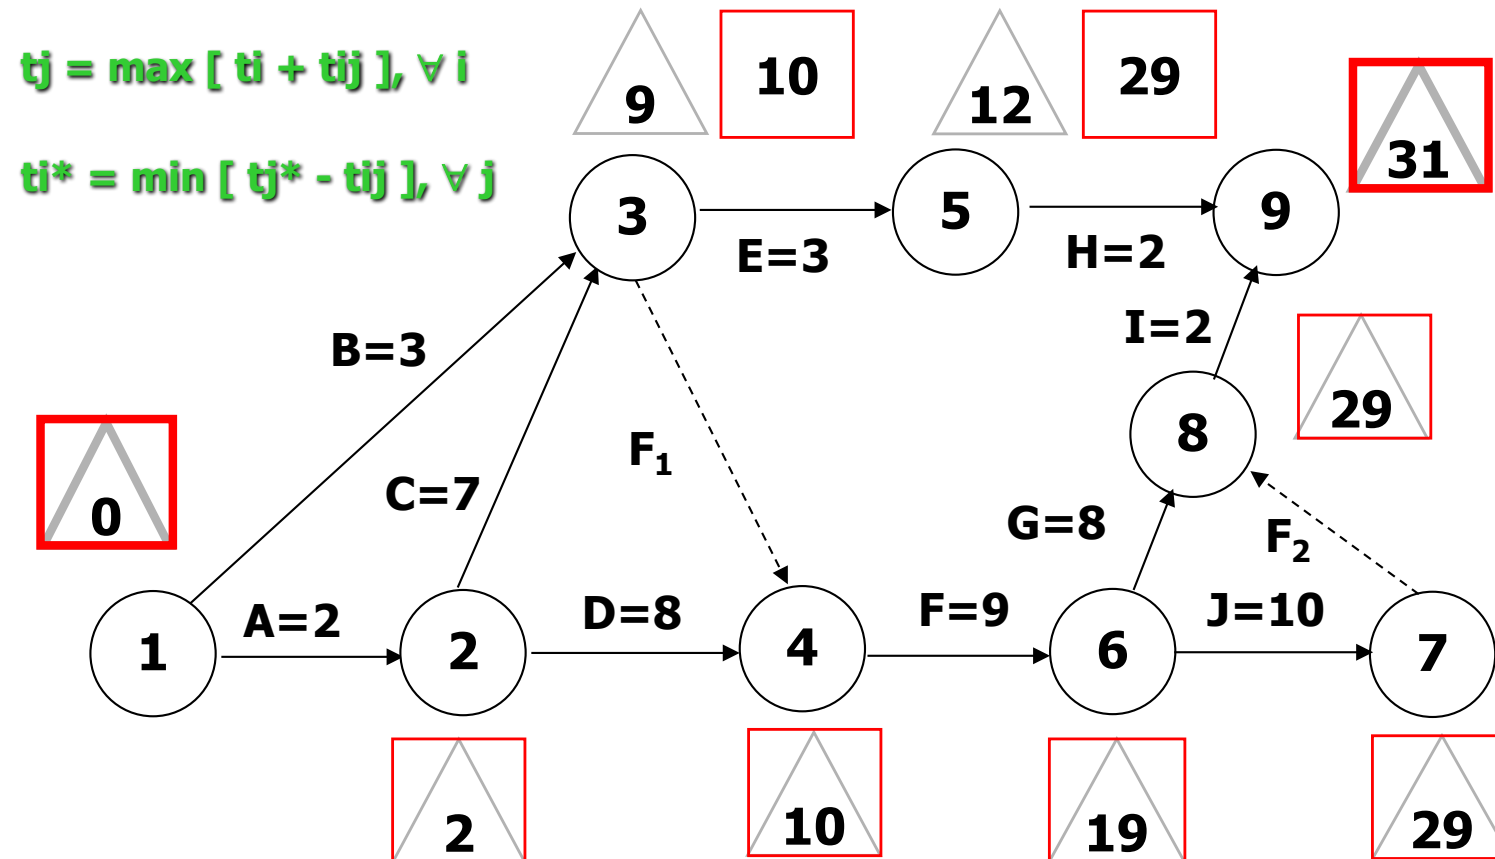 tj = max [ ti + tij ], ∀ i
9
10
12
29
31
ti* = min [ tj* - tij ], ∀ j
3
5
9
E=3
H=2
B=3
I=2
29
0
C=7
F1
8
G=8
F2
1
A=2
2
D=8
4
F=9
6
J=10
7
2
10
19
29